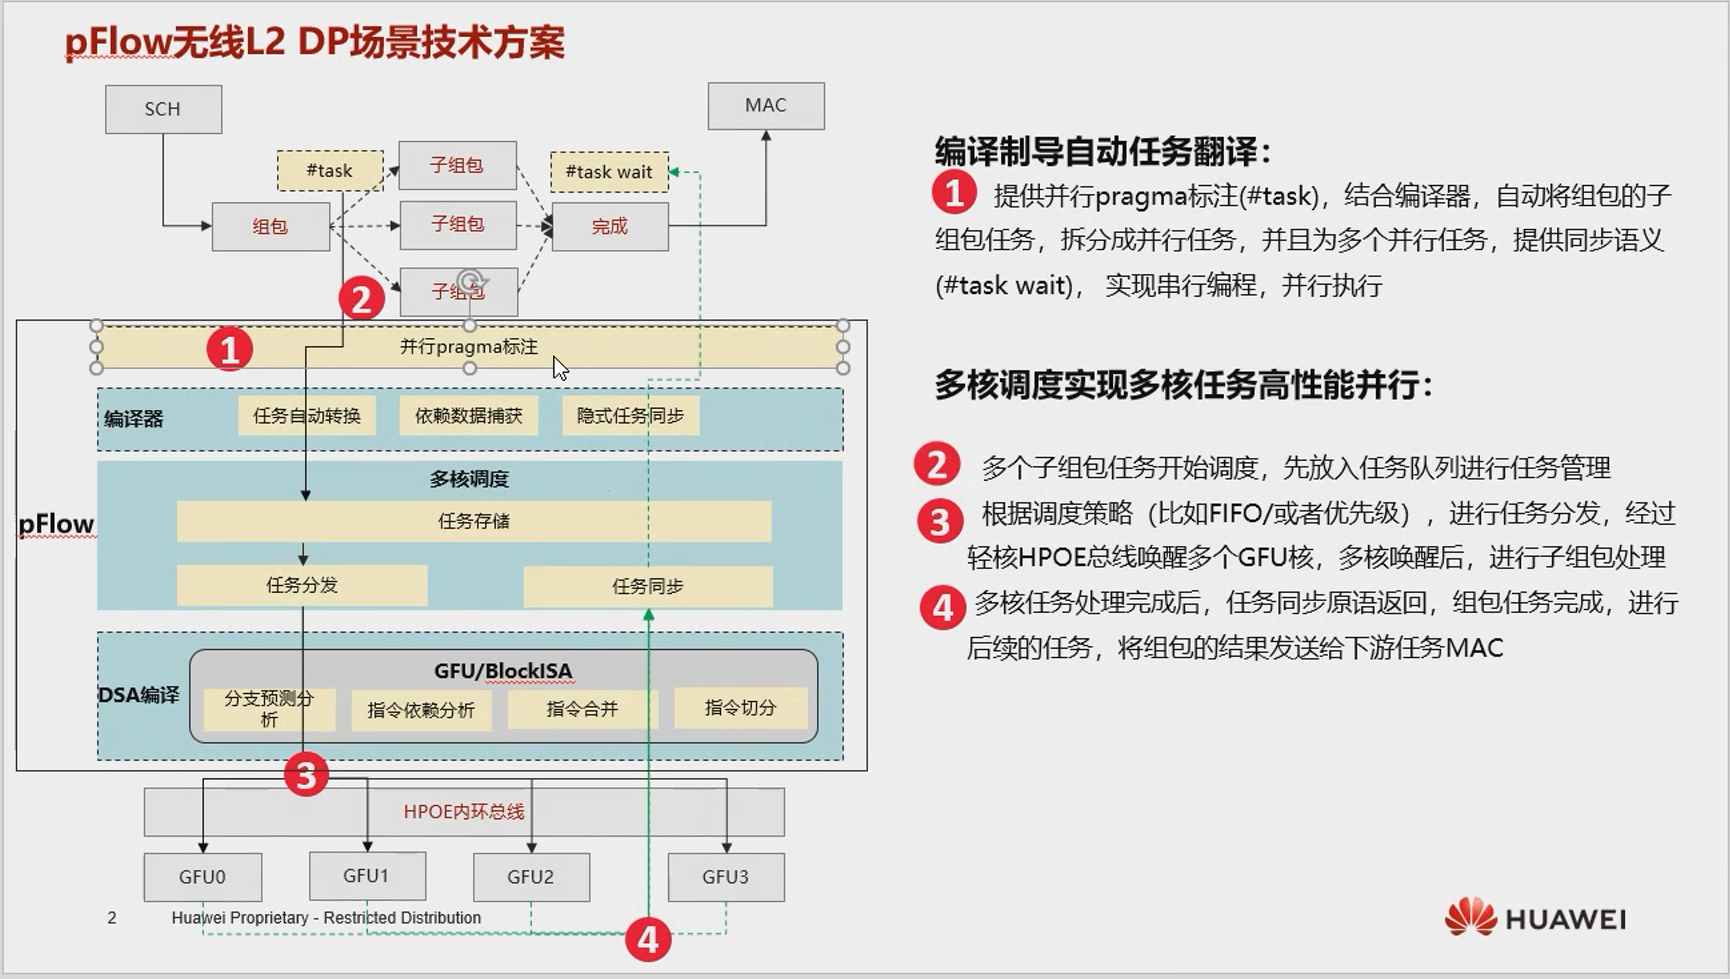 pFlow无线L2 DP场景技术方案
SCH
MAC
#task
子组包
#task wait
组包
子组包
完成
子组包
2
1
并行pragma标注
编译器
任务自动转换
依赖数据捕获
隐式任务同步
pFlow
多核调度
任务存储
任务分发
任务同步
DSA编译
GFU/BlockISA
分支预测分
析
指令依赖分析
指令合并
指令切分
3
HPOE内环总线
GFU0
GFU1
GFU2
GFU3
4
编译制导自动任务翻译：
1 提供并行pragma标注(#task)，结合编译器，自动将组包的子
组包任务，拆分成并行任务，并且为多个并行任务，提供同步语义
(#task wait)， 实现串行编程，并行执行
多核调度实现多核任务高性能并行：
2 多个子组包任务开始调度，先放入任务队列进行任务管理
3 根据调度策略（比如FIFO/或者优先级），进行任务分发，经过
轻核HPOE总线唤醒多个GFU核，多核唤醒后，进行子组包处理
4 多核任务处理完成后，任务同步原语返回，组包任务完成，进行
后续的任务，将组包的结果发送给下游任务MAC
2
Huawei Proprietary - Restricted Distribution
HUAWEI